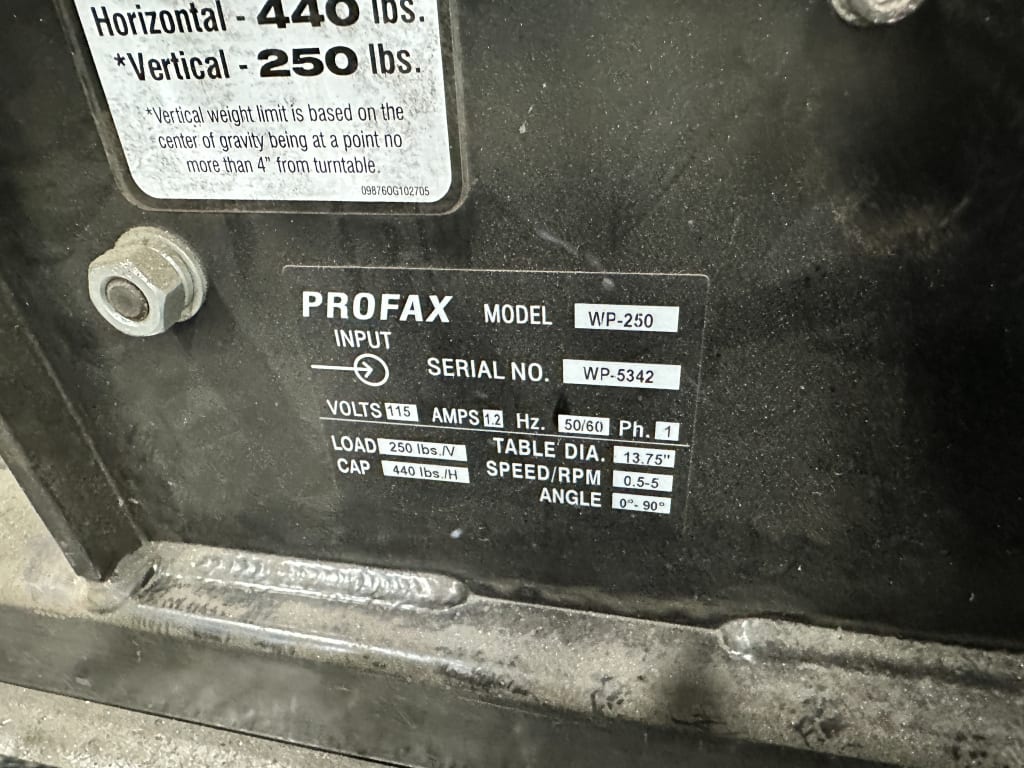 Horizontal - 440 lbs.
*Vertical - 250 lbs.
*Vertical weight limit is based on the
center of gravity being at a point no
more than 4" from turntable.
098760G102705
PROFAX MODEL WP-250
INPUT
SERIAL NO. WP-5342
VOLTS 115 AMPS 1.2 Hz. 50/60 Ph. 1
LOAD 250 lbs./V TABLE DIA. 13.75"
CAP 440 lbs./H SPEED/RPM 0.5-5
ANGLE 0°- 90°